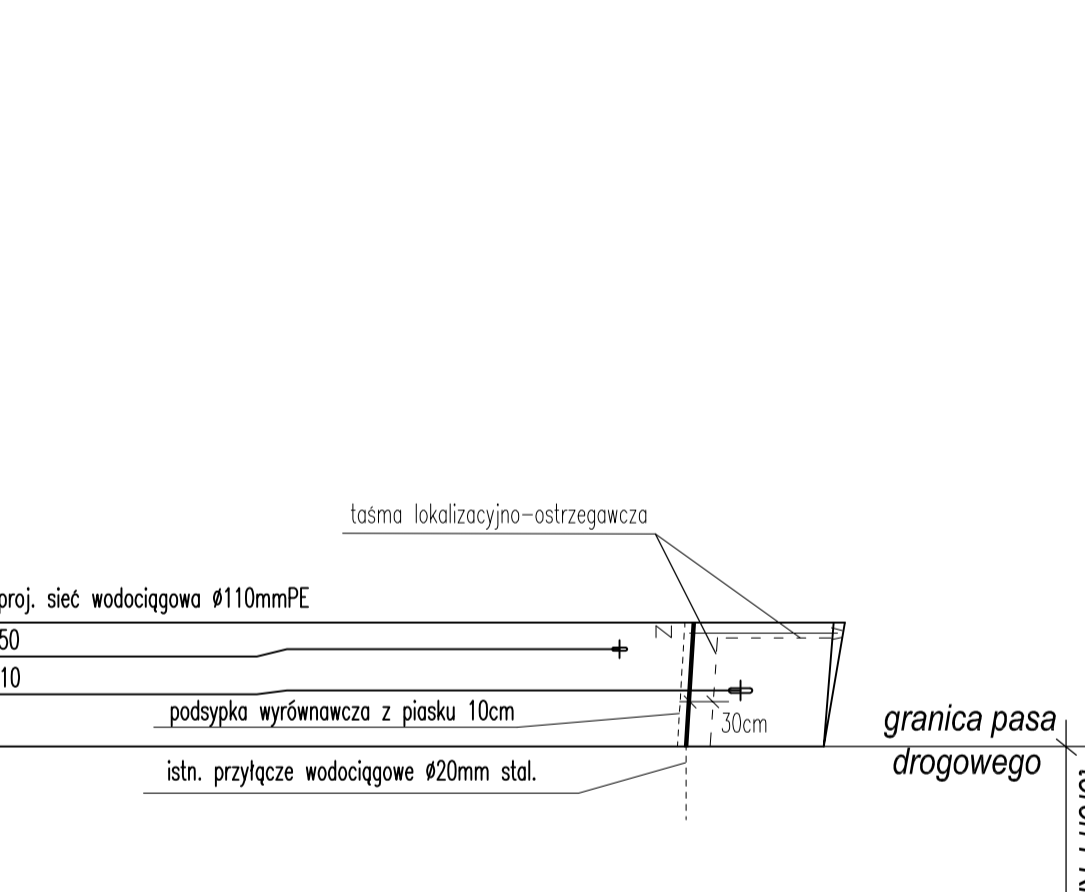 taśma lokalizacyjno-ostrzegawcza
proj. sieć wodociągowa Ø110mmPE
50
Z
10
podsypka wyrównawcza z piasku 10cm
30cm
granica pasa
drogowego
istn. przyłącze wodociągowe Ø20mm stal.